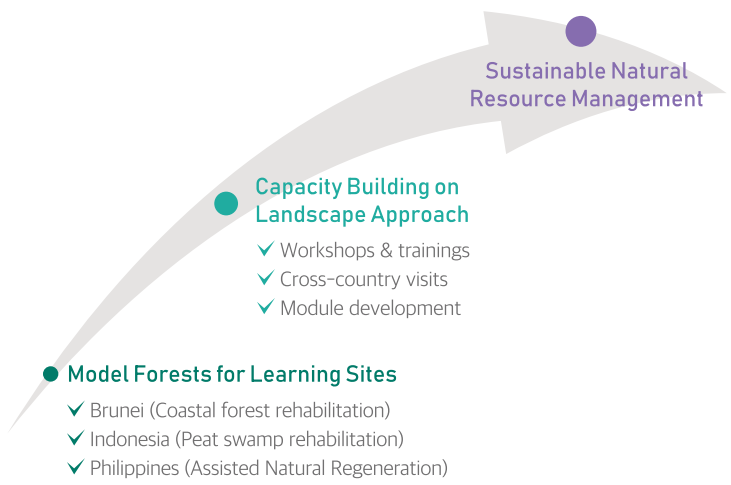 Sustainable Natural
Resource Management
Capacity Building on
Landscape Approach
Workshops & trainings
Cross-country visits
Module development
Model Forests for Learning Sites
Brunei (Coastal forest rehabilitation)
Indonesia (Peat swamp rehabilitation)
Philippines (Assisted Natural Regeneration)